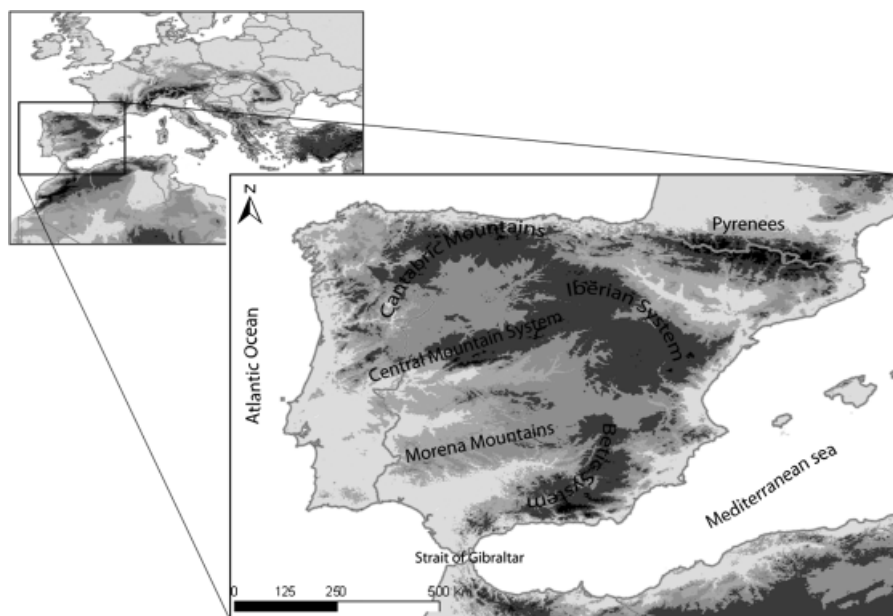 N
Pyrenees
Cantabric Mountains
Iberian System
Central Mountain System
Atlantic Ocean
Morena Mountains
Betic System
Mediterranean sea
Strait of Gibraltar
0 125 250 500 Km